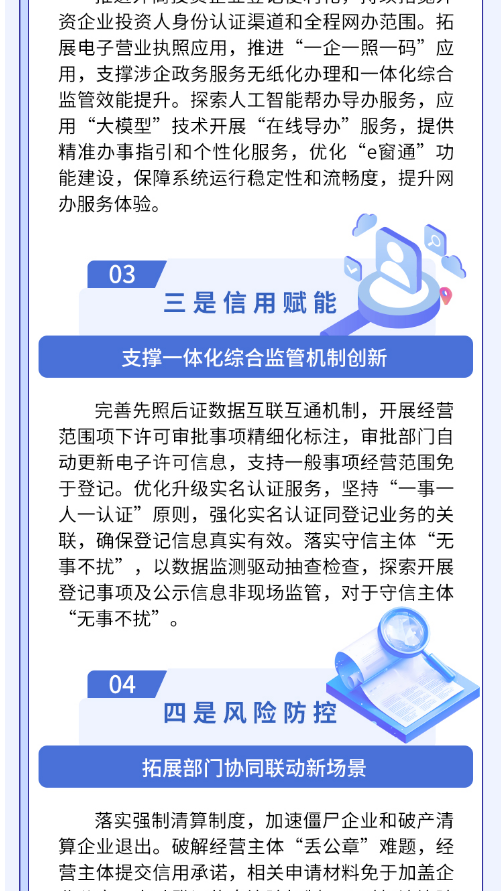 资企业投资人身份认证渠道和全程网办范围。拓
展电子营业执照应用，推进“一企一照一码”应
用，支撑涉企政务服务无纸化办理和一体化综合
监管效能提升。探索人工智能帮办导办服务，应
用“大模型”技术开展“在线导办”服务，提供
精准办事指引和个性化服务，优化“e窗通”功
能建设，保障系统运行稳定性和流畅度，提升网
办服务体验。
03
三是信用赋能
支撑一体化综合监管机制创新
完善先照后证数据互联互通机制，开展经营
范围项下许可审批事项精细化标注，审批部门自
动更新电子许可信息，支持一般事项经营范围免
于登记。优化升级实名认证服务，坚持“一事一
人一认证”原则，强化实名认证同登记业务的关
联，确保登记信息真实有效。落实守信主体“无
事不扰”，以数据监测驱动抽查检查，探索开展
登记事项及公示信息非现场监管，对于守信主体
“无事不扰”。
04
四是风险防控
拓展部门协同联动新场景
落实强制清算制度，加速僵尸企业和破产清
算企业退出。破解经营主体“丢公章”难题，经
营主体提交信用承诺，相关申请材料免于加盖企